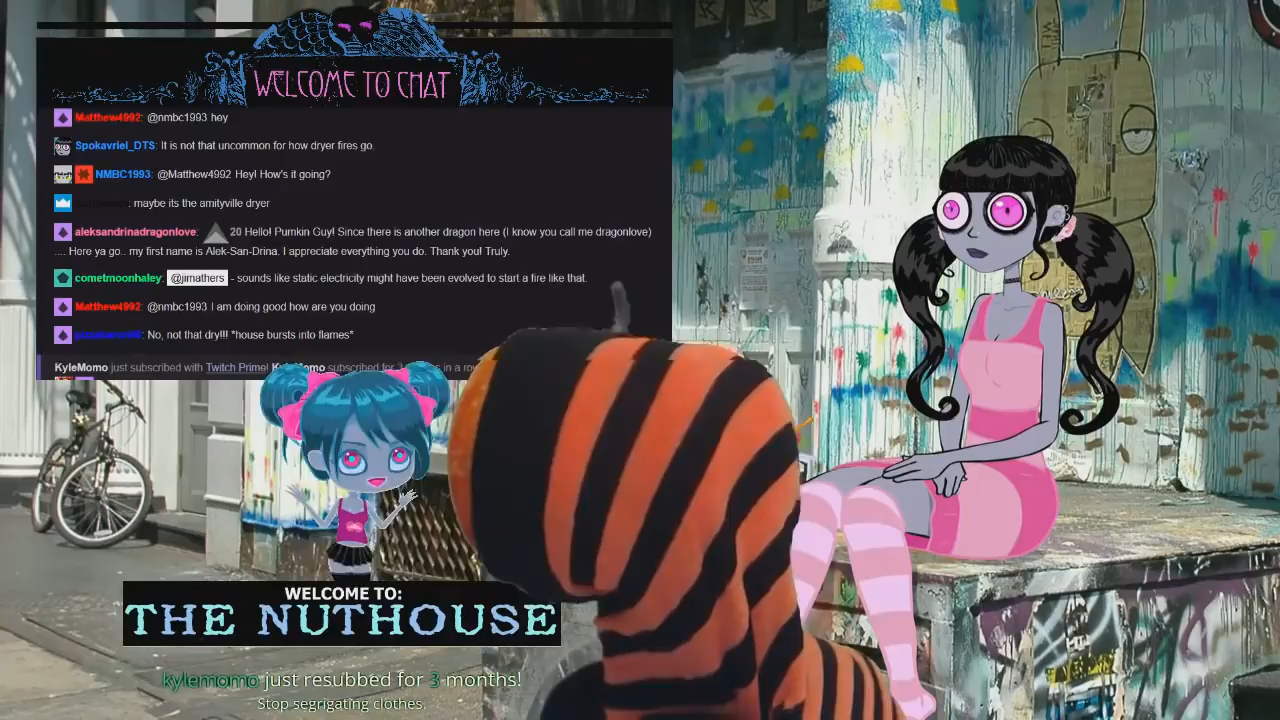 WELCOME TO CHAT
Matthew4992: @nmbc1993 hey
Spokavriel_DTS: It is not that uncommon for how dryer fires go.
NMBC1993: @Matthew4992 Hey! How's it going?
: maybe its the amityville dryer
aleksandrinadragonlove: 20 Hello! Pumkin Guy! Since there is another dragon here (I know you call me dragonlove)
.... Here ya go.. my first name is Alek-San-Drina. I appreciate everything you do. Thank you! Truly.
cometmoonhaley: @jimathers - sounds like static electricity might have been evolved to start a fire like that.
Matthew4992: @nmbc1993 I am doing good how are you doing
: No, not that dry!!! *house bursts into flames*
KyleMomo just subscribed with Twitch Prime! subscribed for in a row
WELCOME TO:
THE NUTHOUSE
kylemomo just resubbed for 3 months!
Stop segrigating clothes.